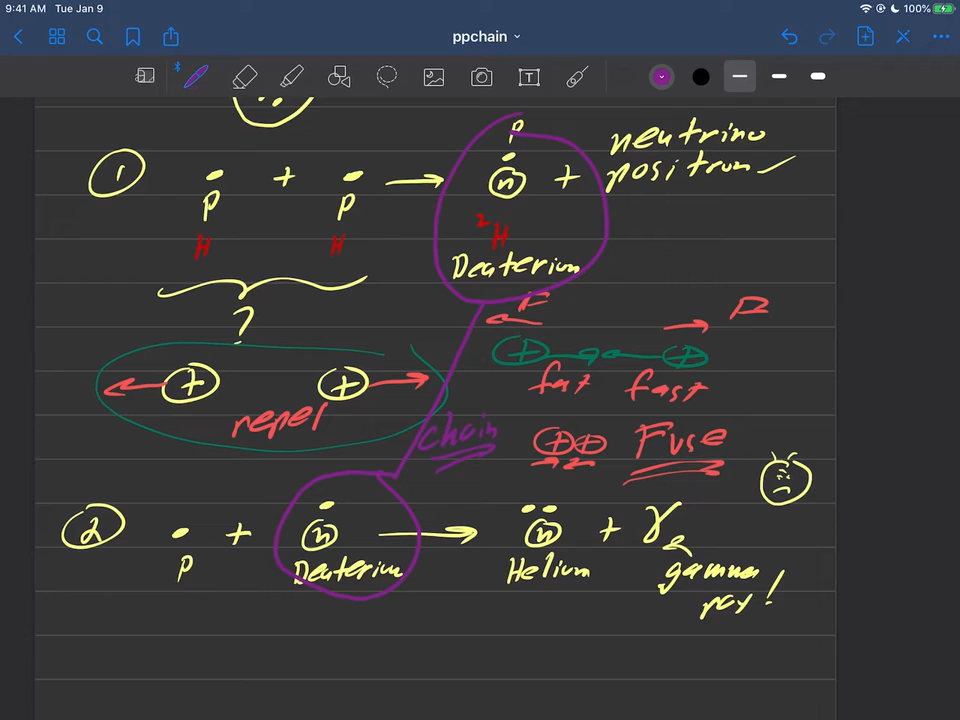 9:41 AM Tue Jan 9
100%
ppchain
T
P
neutrino
1 • + • → n + positron
P P
H H
²H
Deuterium
?
F F
+ +
+ +
repel
fast fast
chain
++ Fuse
2 • + n → n + γ
P Deuterium Helium gamma
ray!